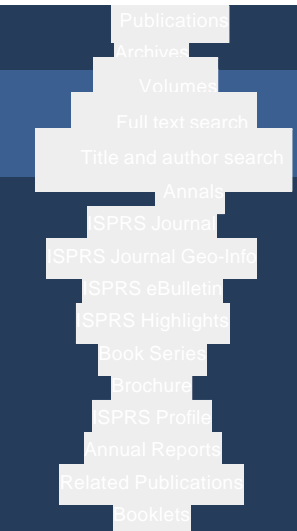 Publications
Archives
Volumes
Full text search
Title and author search
Annals
ISPRS Journal
ISPRS Journal Geo-Info
ISPRS eBulletin
ISPRS Highlights
Book Series
Brochure
ISPRS Profile
Annual Reports
Related Publications
Booklets